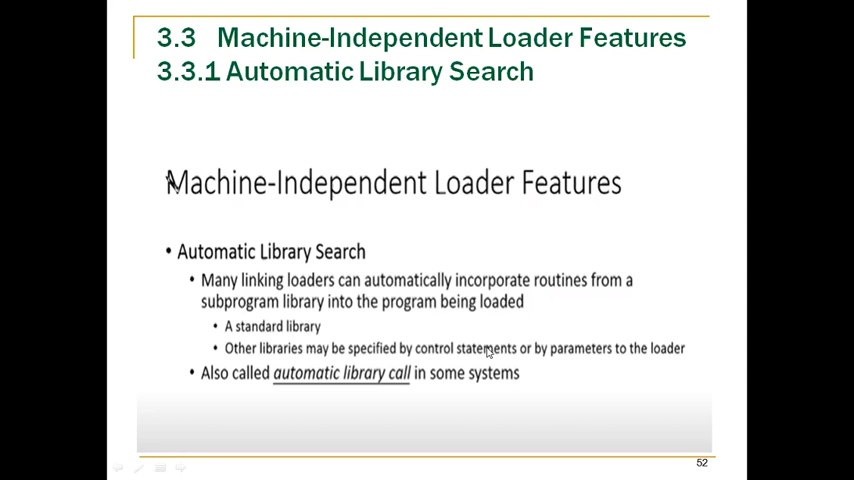 3.3 Machine-Independent Loader Features
3.3.1 Automatic Library Search
Machine-Independent Loader Features
• Automatic Library Search
• Many linking loaders can automatically incorporate routines from a
subprogram library into the program being loaded
• A standard library
• Other libraries may be specified by control statements or by parameters to the loader
• Also called automatic library call in some systems
52